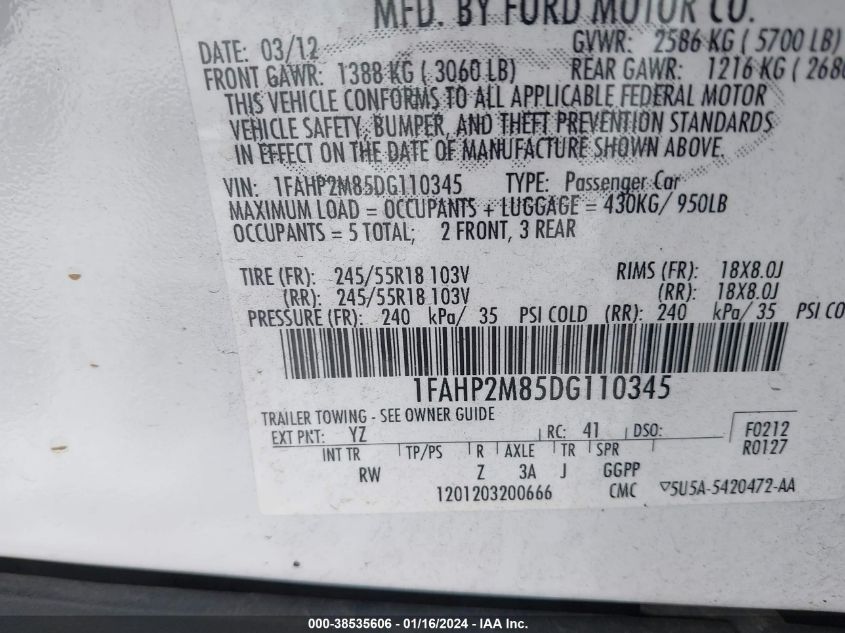 MFD. BY FORD MOTOR CO.
DATE: 03/12 GVWR: 2586 KG ( 5700 LB)
FRONT GAWR: 1388 KG ( 3060 LB) REAR GAWR: 1216 KG ( 2680
THIS VEHICLE CONFORMS TO ALL APPLICABLE FEDERAL MOTOR
VEHICLE SAFETY, BUMPER, AND THEFT PREVENTION STANDARDS
IN EFFECT ON THE DATE OF MANUFACTURE SHOWN ABOVE.
VIN: 1FAHP2M85DG110345 TYPE: Passenger Car
MAXIMUM LOAD = OCCUPANTS + LUGGAGE = 430KG/ 950LB
OCCUPANTS = 5 TOTAL; 2 FRONT, 3 REAR
TIRE (FR): 245/55R18 103V RIMS (FR): 18X8.0J
(RR): 245/55R18 103V (RR): 18X8.0J
PRESSURE (FR): 240 kPa/ 35 PSI COLD (RR): 240 kPa/ 35 PSI CO
1FAHP2M85DG110345
TRAILER TOWING - SEE OWNER GUIDE
EXT PNT: YZ RC: 41 DSO: F0212
INT TR TP/PS R AXLE TR SPR R0127
RW Z 3A J GGPP
1201203200666 CMC ▽5U5A-5420472-AA
000-38535606 - 01/16/2024 - IAA Inc.